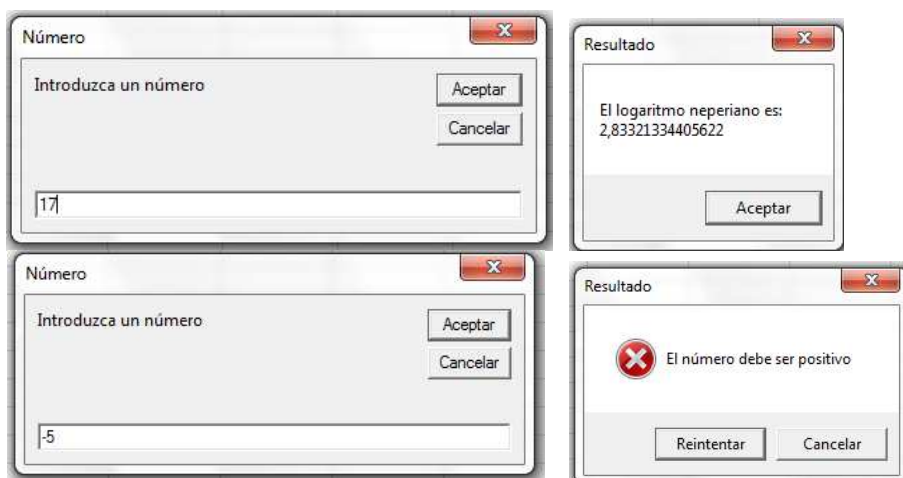 Número
Introduzca un número
Aceptar
Cancelar
17
Resultado
El logaritmo neperiano es:
2,83321334405622
Aceptar
Número
Introduzca un número
Aceptar
Cancelar
-5
Resultado
El número debe ser positivo
Reintentar Cancelar